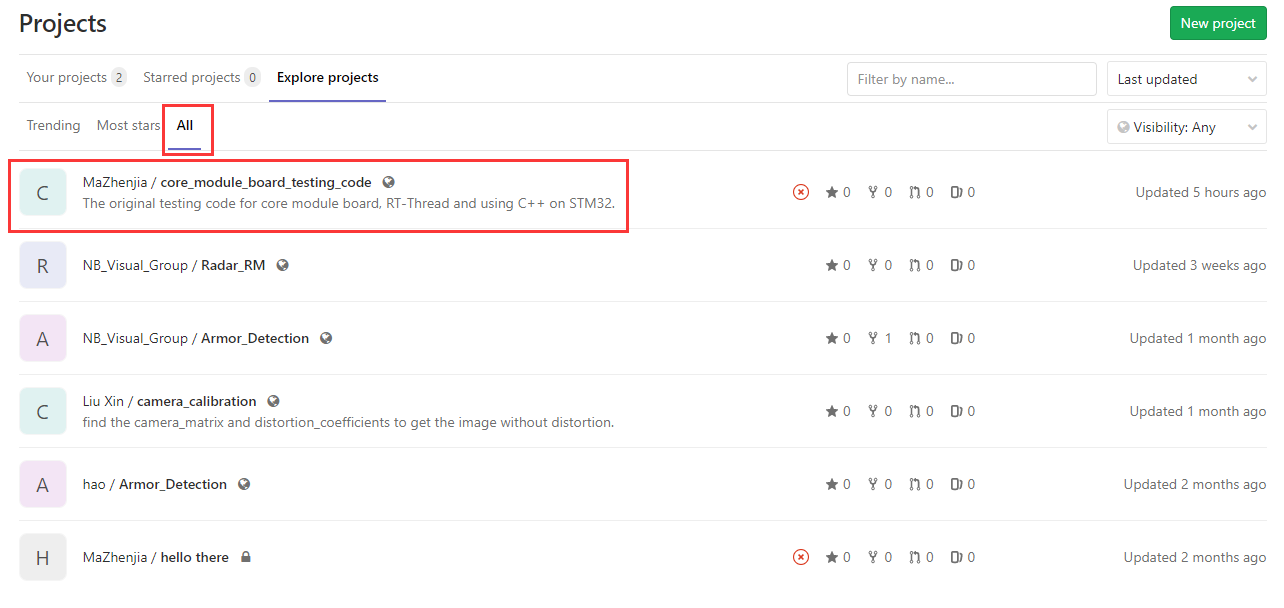 Projects
New project
Your projects 2 Starred projects 0 Explore projects
Filter by name...
Last updated
Trending Most stars All
Visibility: Any
C
MaZhenjia / core_module_board_testing_code
The original testing code for core module board, RT-Thread and using C++ on STM32.
0 0 0 0
Updated 5 hours ago
R
NB_Visual_Group / Radar_RM
0 0 0 0
Updated 3 weeks ago
A
NB_Visual_Group / Armor_Detection
0 1 0 0
Updated 1 month ago
C
Liu Xin / camera_calibration
find the camera_matrix and distortion_coefficients to get the image without distortion.
0 0 0 0
Updated 1 month ago
A
hao / Armor_Detection
0 0 0 0
Updated 2 months ago
H
MaZhenjia / hello there
0 0 0 0
Updated 2 months ago